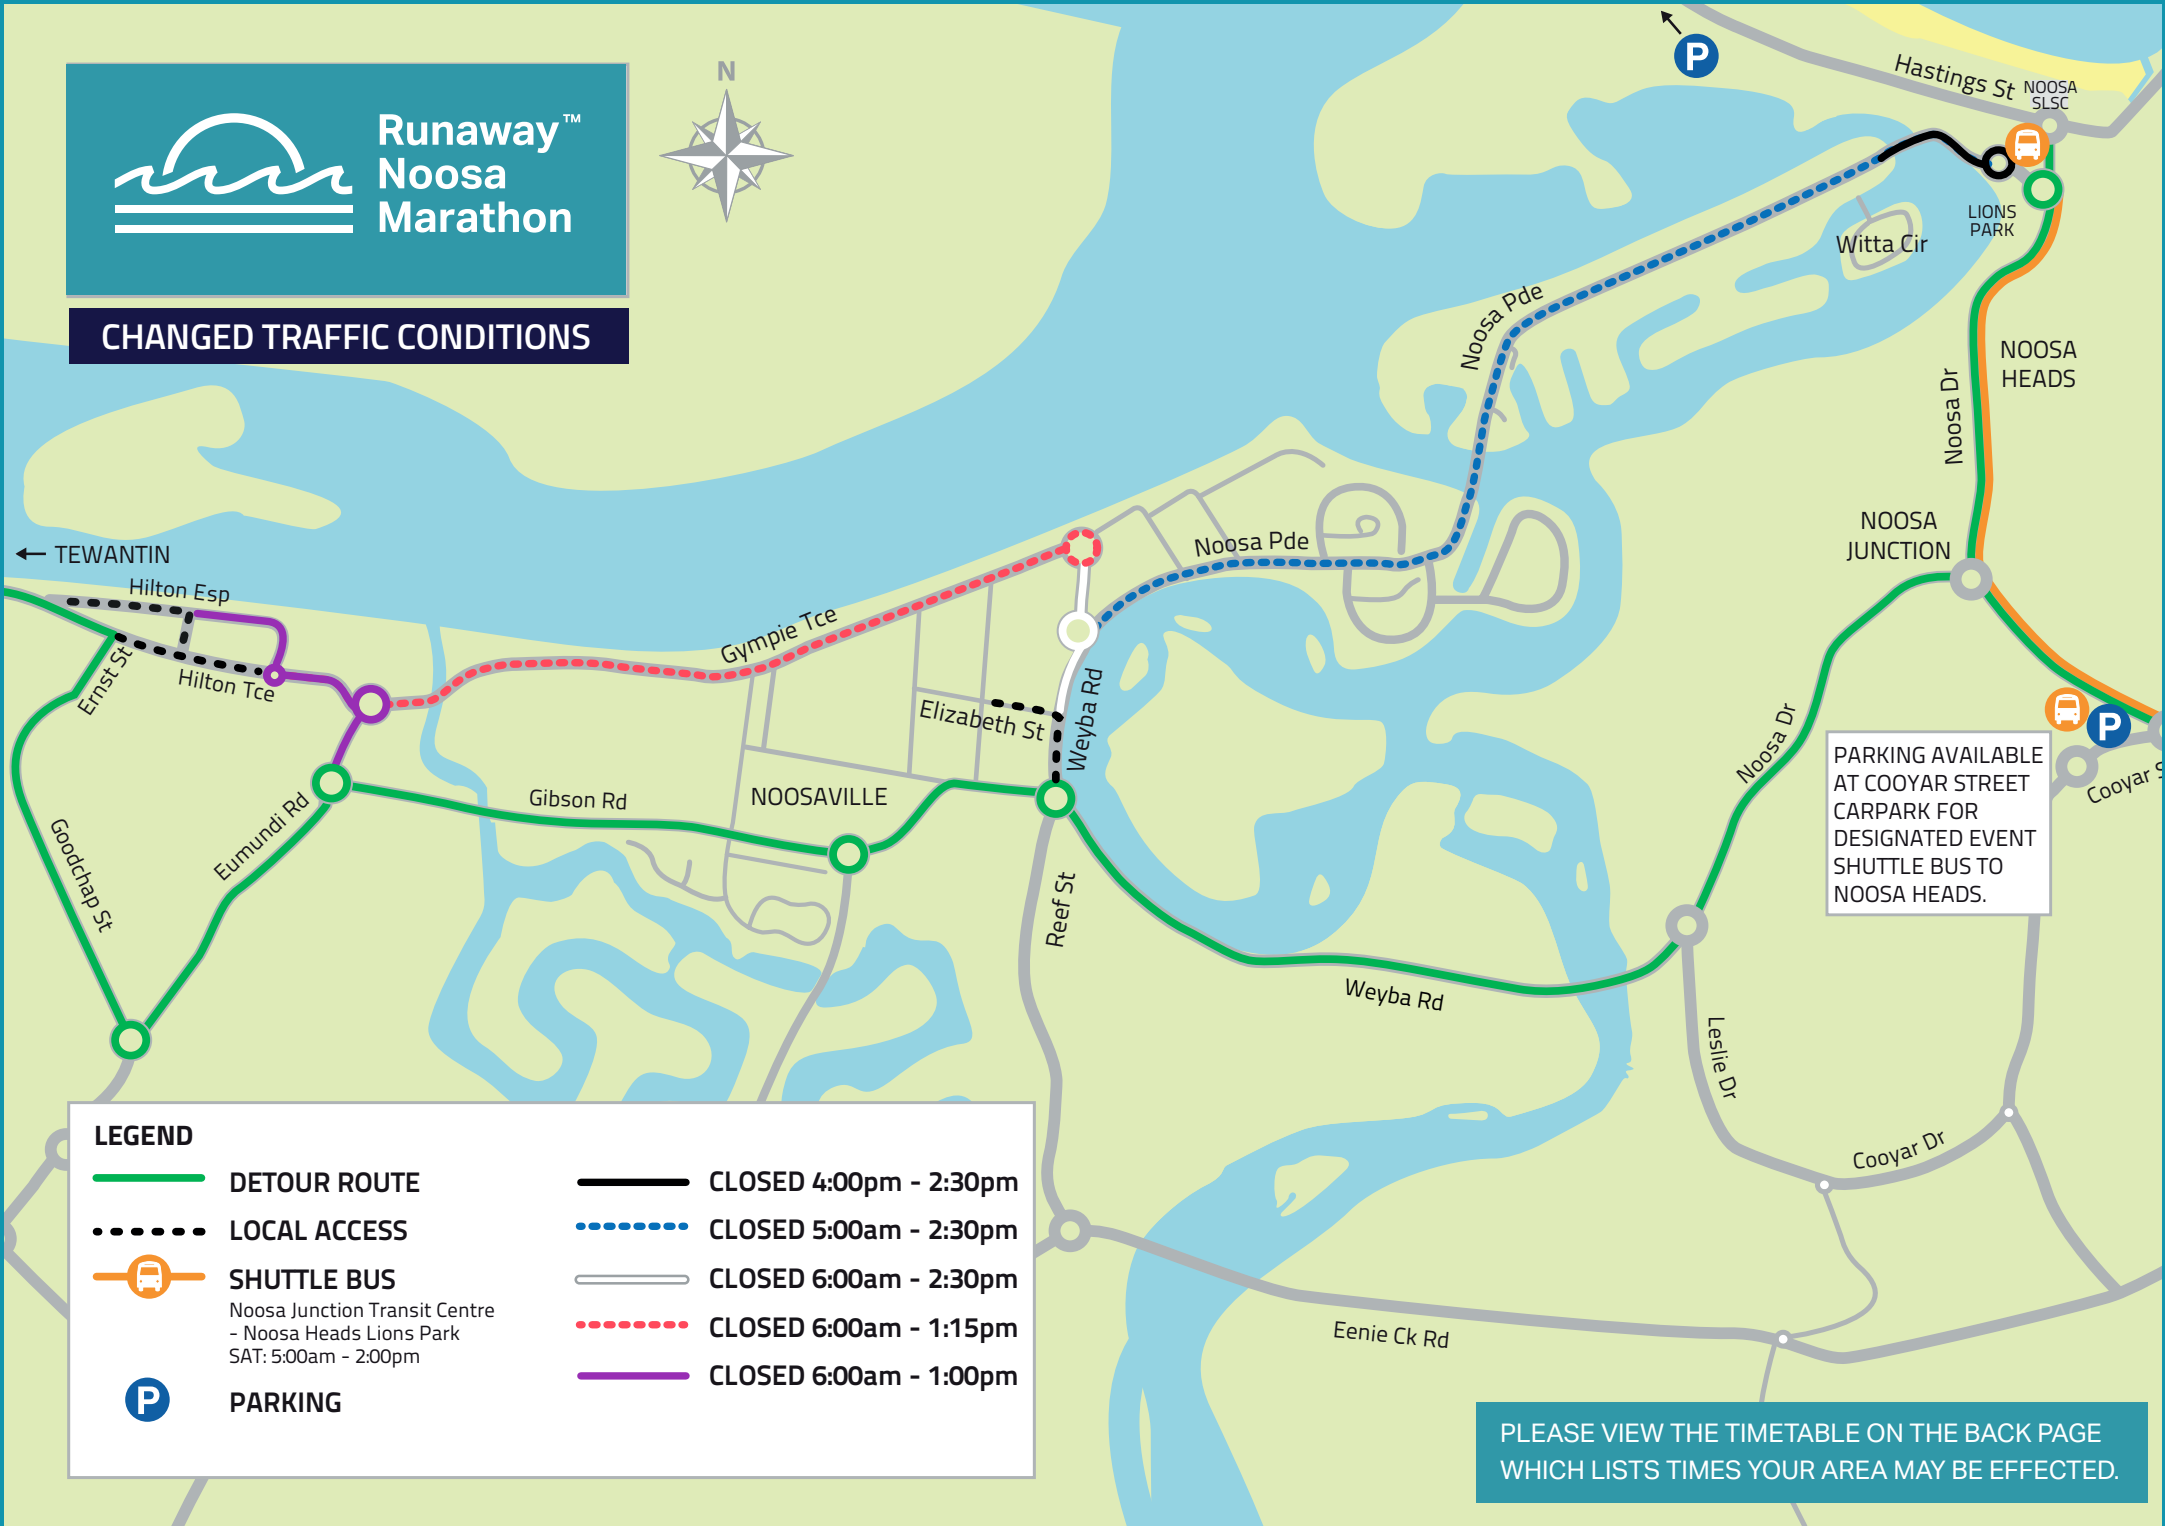 Runaway™
Noosa
Marathon
CHANGED TRAFFIC CONDITIONS
N
P
Hastings St
NOOSA
SLSC
LIONS
PARK
Witta Cir
Noosa Pde
NOOSA
HEADS
Noosa Dr
NOOSA
JUNCTION
Noosa Pde
TEWANTIN
Hilton Esp
Gympie Tce
Ernst St
Hilton Tce
Elizabeth St
Weyba Rd
Noosa Dr
P
PARKING AVAILABLE
AT COOYAR STREET
CARPARK FOR
DESIGNATED EVENT
SHUTTLE BUS TO
NOOSA HEADS.
Cooyar S
Gibson Rd
NOOSAVILLE
Eumundi Rd
Goodchap St
Reef St
Weyba Rd
Leslie Dr
Cooyar Dr
Eenie Ck Rd
LEGEND
DETOUR ROUTE
LOCAL ACCESS
SHUTTLE BUS
Noosa Junction Transit Centre
- Noosa Heads Lions Park
SAT: 5:00am - 2:00pm
P PARKING
CLOSED 4:00pm - 2:30pm
CLOSED 5:00am - 2:30pm
CLOSED 6:00am - 2:30pm
CLOSED 6:00am - 1:15pm
CLOSED 6:00am - 1:00pm
PLEASE VIEW THE TIMETABLE ON THE BACK PAGE
WHICH LISTS TIMES YOUR AREA MAY BE EFFECTED.